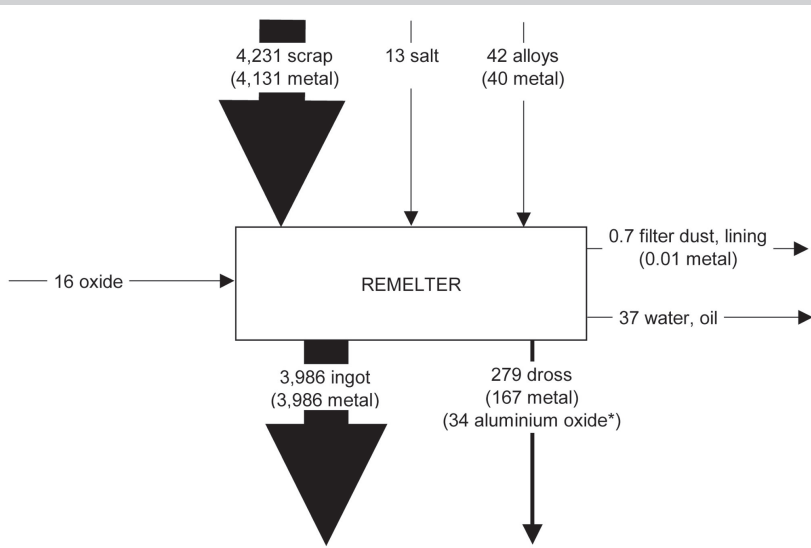 4,231 scrap
(4,131 metal)
13 salt
42 alloys
(40 metal)
0.7 filter dust, lining
(0.01 metal)
16 oxide
REMELTER
37 water, oil
3,986 ingot
(3,986 metal)
279 dross
(167 metal)
(34 aluminium oxide*)